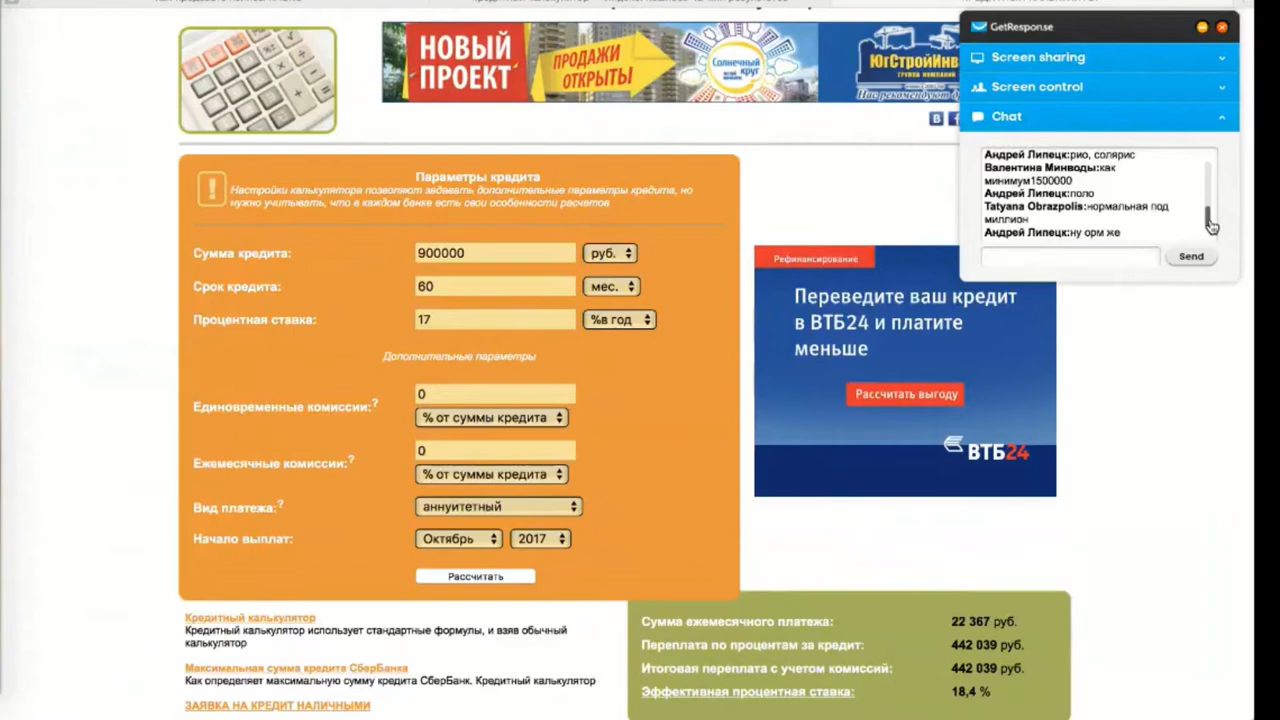 НОВЫЙ
ПРОЕКТ
ПРОДАЖИ
ОТКРЫТЫ
Солнечный
круг
ЮгСтройИнв
ГРУППА КОМПАНИЙ
Нас рекомендуют
GetResponse
Screen sharing
Screen control
Chat
Андрей Липецк:рио, солярис
Валентина Минводы:как
минимум1500000
Андрей Липецк:поло
Tatyana Obrazpolis:нормальная под
миллион
Андрей Липецк:ну орм же
Send
Параметры кредита
Настройки калькулятора позволяют задавать дополнительные параметры кредита, но
нужно учитывать, что в каждом банке есть свои особенности расчетов
Сумма кредита: 900000 руб.
Срок кредита: 60 мес.
Процентная ставка: 17 %в год
Дополнительные параметры
Единовременные комиссии:? 0
% от суммы кредита
Ежемесячные комиссии:? 0
% от суммы кредита
Вид платежа:? аннуитетный
Начало выплат: Октябрь 2017
Рассчитать
Рефинансирование
Переведите ваш кредит
в ВТБ24 и платите
меньше
Рассчитать выгоду
ВТБ24
Кредитный калькулятор
Кредитный калькулятор использует стандартные формулы, и взяв обычный
калькулятор
Максимальная сумма кредита СберБанка
Как определяет максимальную сумму кредита СберБанк. Кредитный калькулятор
ЗАЯВКА НА КРЕДИТ НАЛИЧНЫМИ
Сумма ежемесячного платежа: 22 367 руб.
Переплата по процентам за кредит: 442 039 руб.
Итоговая переплата с учетом комиссий: 442 039 руб.
Эффективная процентная ставка: 18,4 %